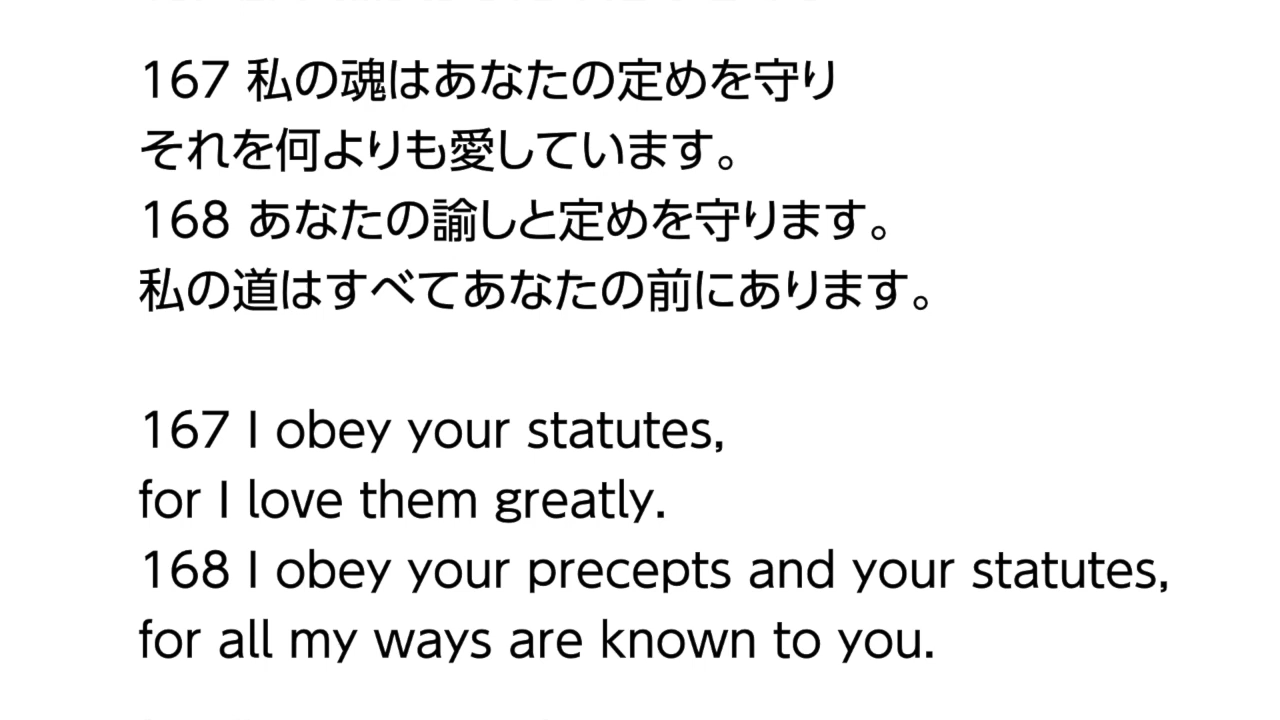 167 私の魂はあなたの定めを守り
それを何よりも愛しています。
168 あなたの諭しと定めを守ります。
私の道はすべてあなたの前にあります。
167 I obey your statutes,
for I love them greatly.
168 I obey your precepts and your statutes,
for all my ways are known to you.